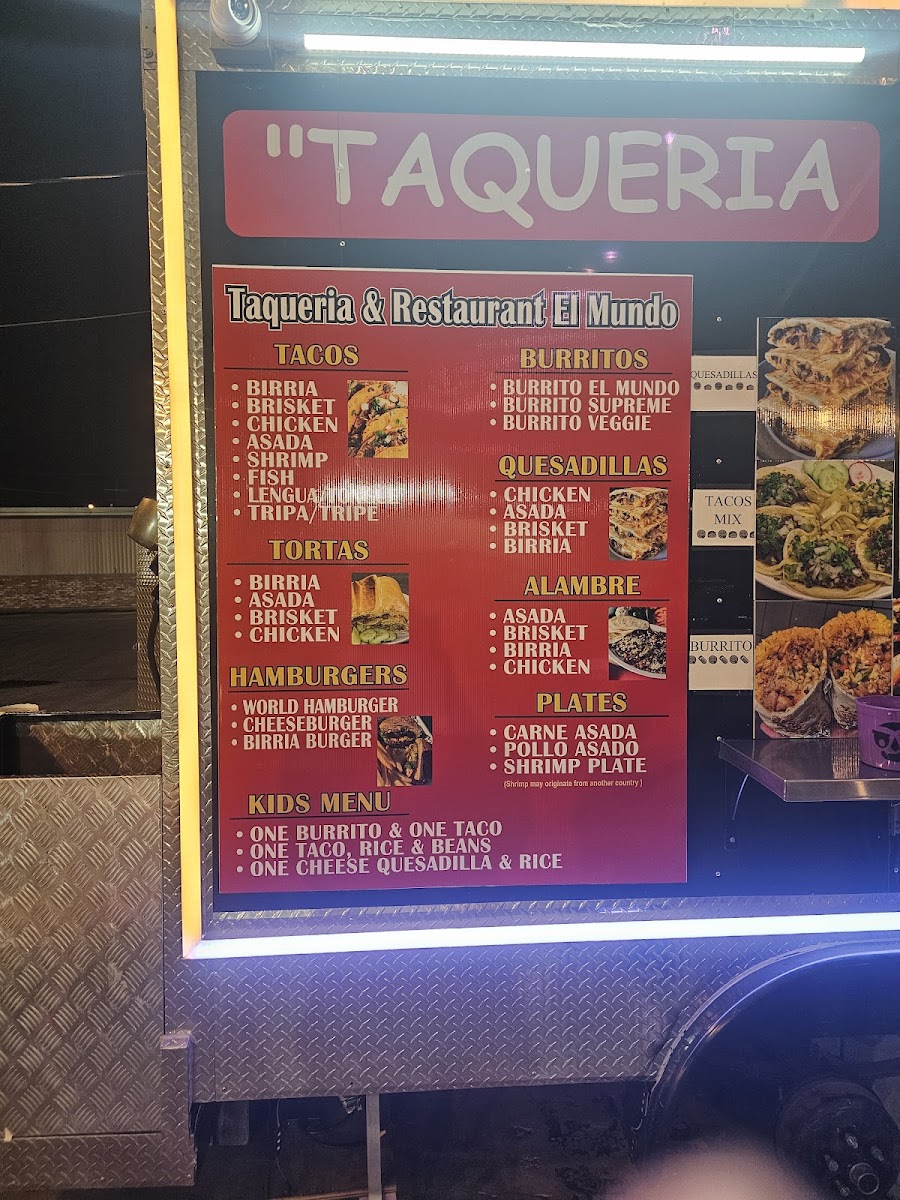 "TAQUERIA
Taqueria & Restaurant El Mundo
TACOS
• BIRRIA
• BRISKET
• CHICKEN
• ASADA
• SHRIMP
• FISH
• LENGUA/TONGUE
• TRIPA/TRIPE
TORTAS
• BIRRIA
• ASADA
• BRISKET
• CHICKEN
HAMBURGERS
• WORLD HAMBURGER
• CHEESEBURGER
• BIRRIA BURGER
KIDS MENU
• ONE BURRITO & ONE TACO
• ONE TACO, RICE & BEANS
• ONE CHEESE QUESADILLA & RICE
BURRITOS
• BURRITO EL MUNDO
• BURRITO SUPREME
• BURRITO VEGGIE
QUESADILLAS
• CHICKEN
• ASADA
• BRISKET
• BIRRIA
ALAMBRE
• ASADA
• BRISKET
• BIRRIA
• CHICKEN
PLATES
• CARNE ASADA
• POLLO ASADO
• SHRIMP PLATE
(Shrimp may originate from another country )
QUESADILLAS
TACOS
MIX
BURRITO